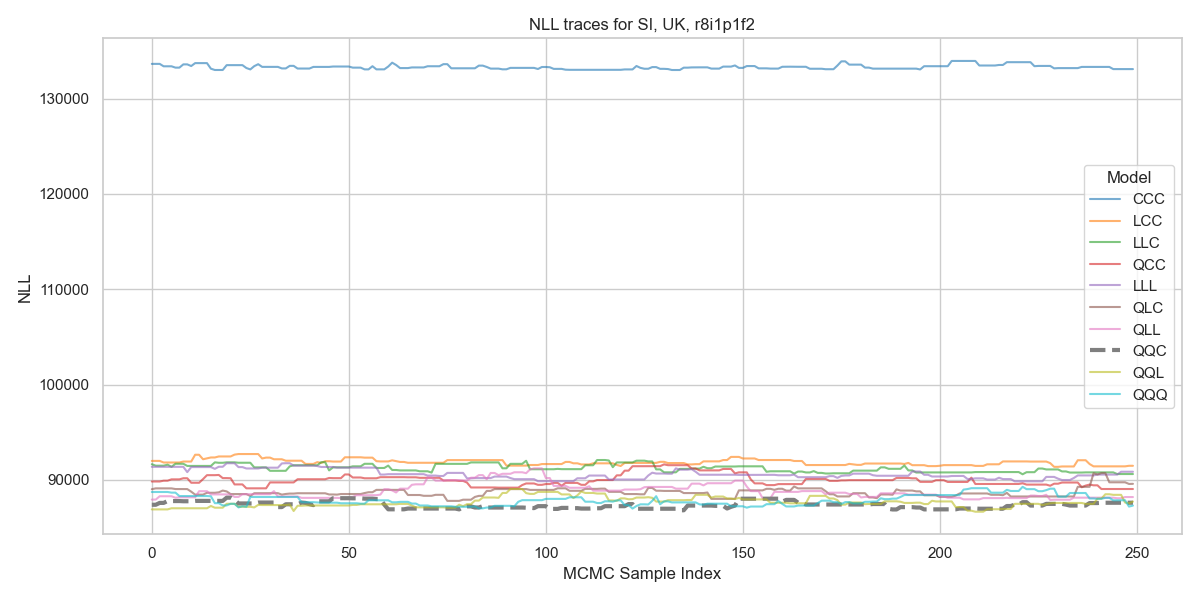 NLL traces for SI, UK, r8i1p1f2
130000
120000
110000
100000
90000
NLL
0
50
100
150
200
250
MCMC Sample Index
Model
CCC
LCC
LLC
QCC
LLL
QLC
QLL
QQC
QQL
QQQ